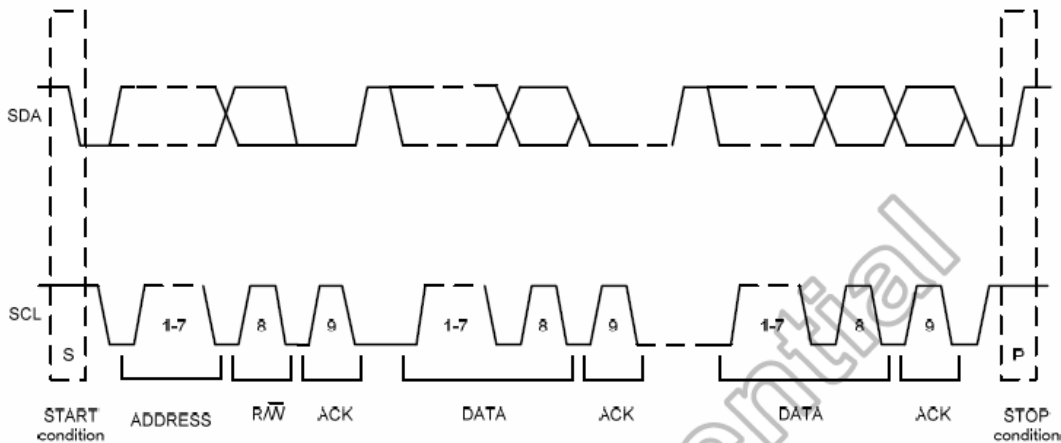 SDA
SCL
1-7 8 9 1-7 8 9 1-7 8 9
S P
START condition
ADDRESS
R/W̅
ACK
DATA
ACK
DATA
ACK
STOP condition